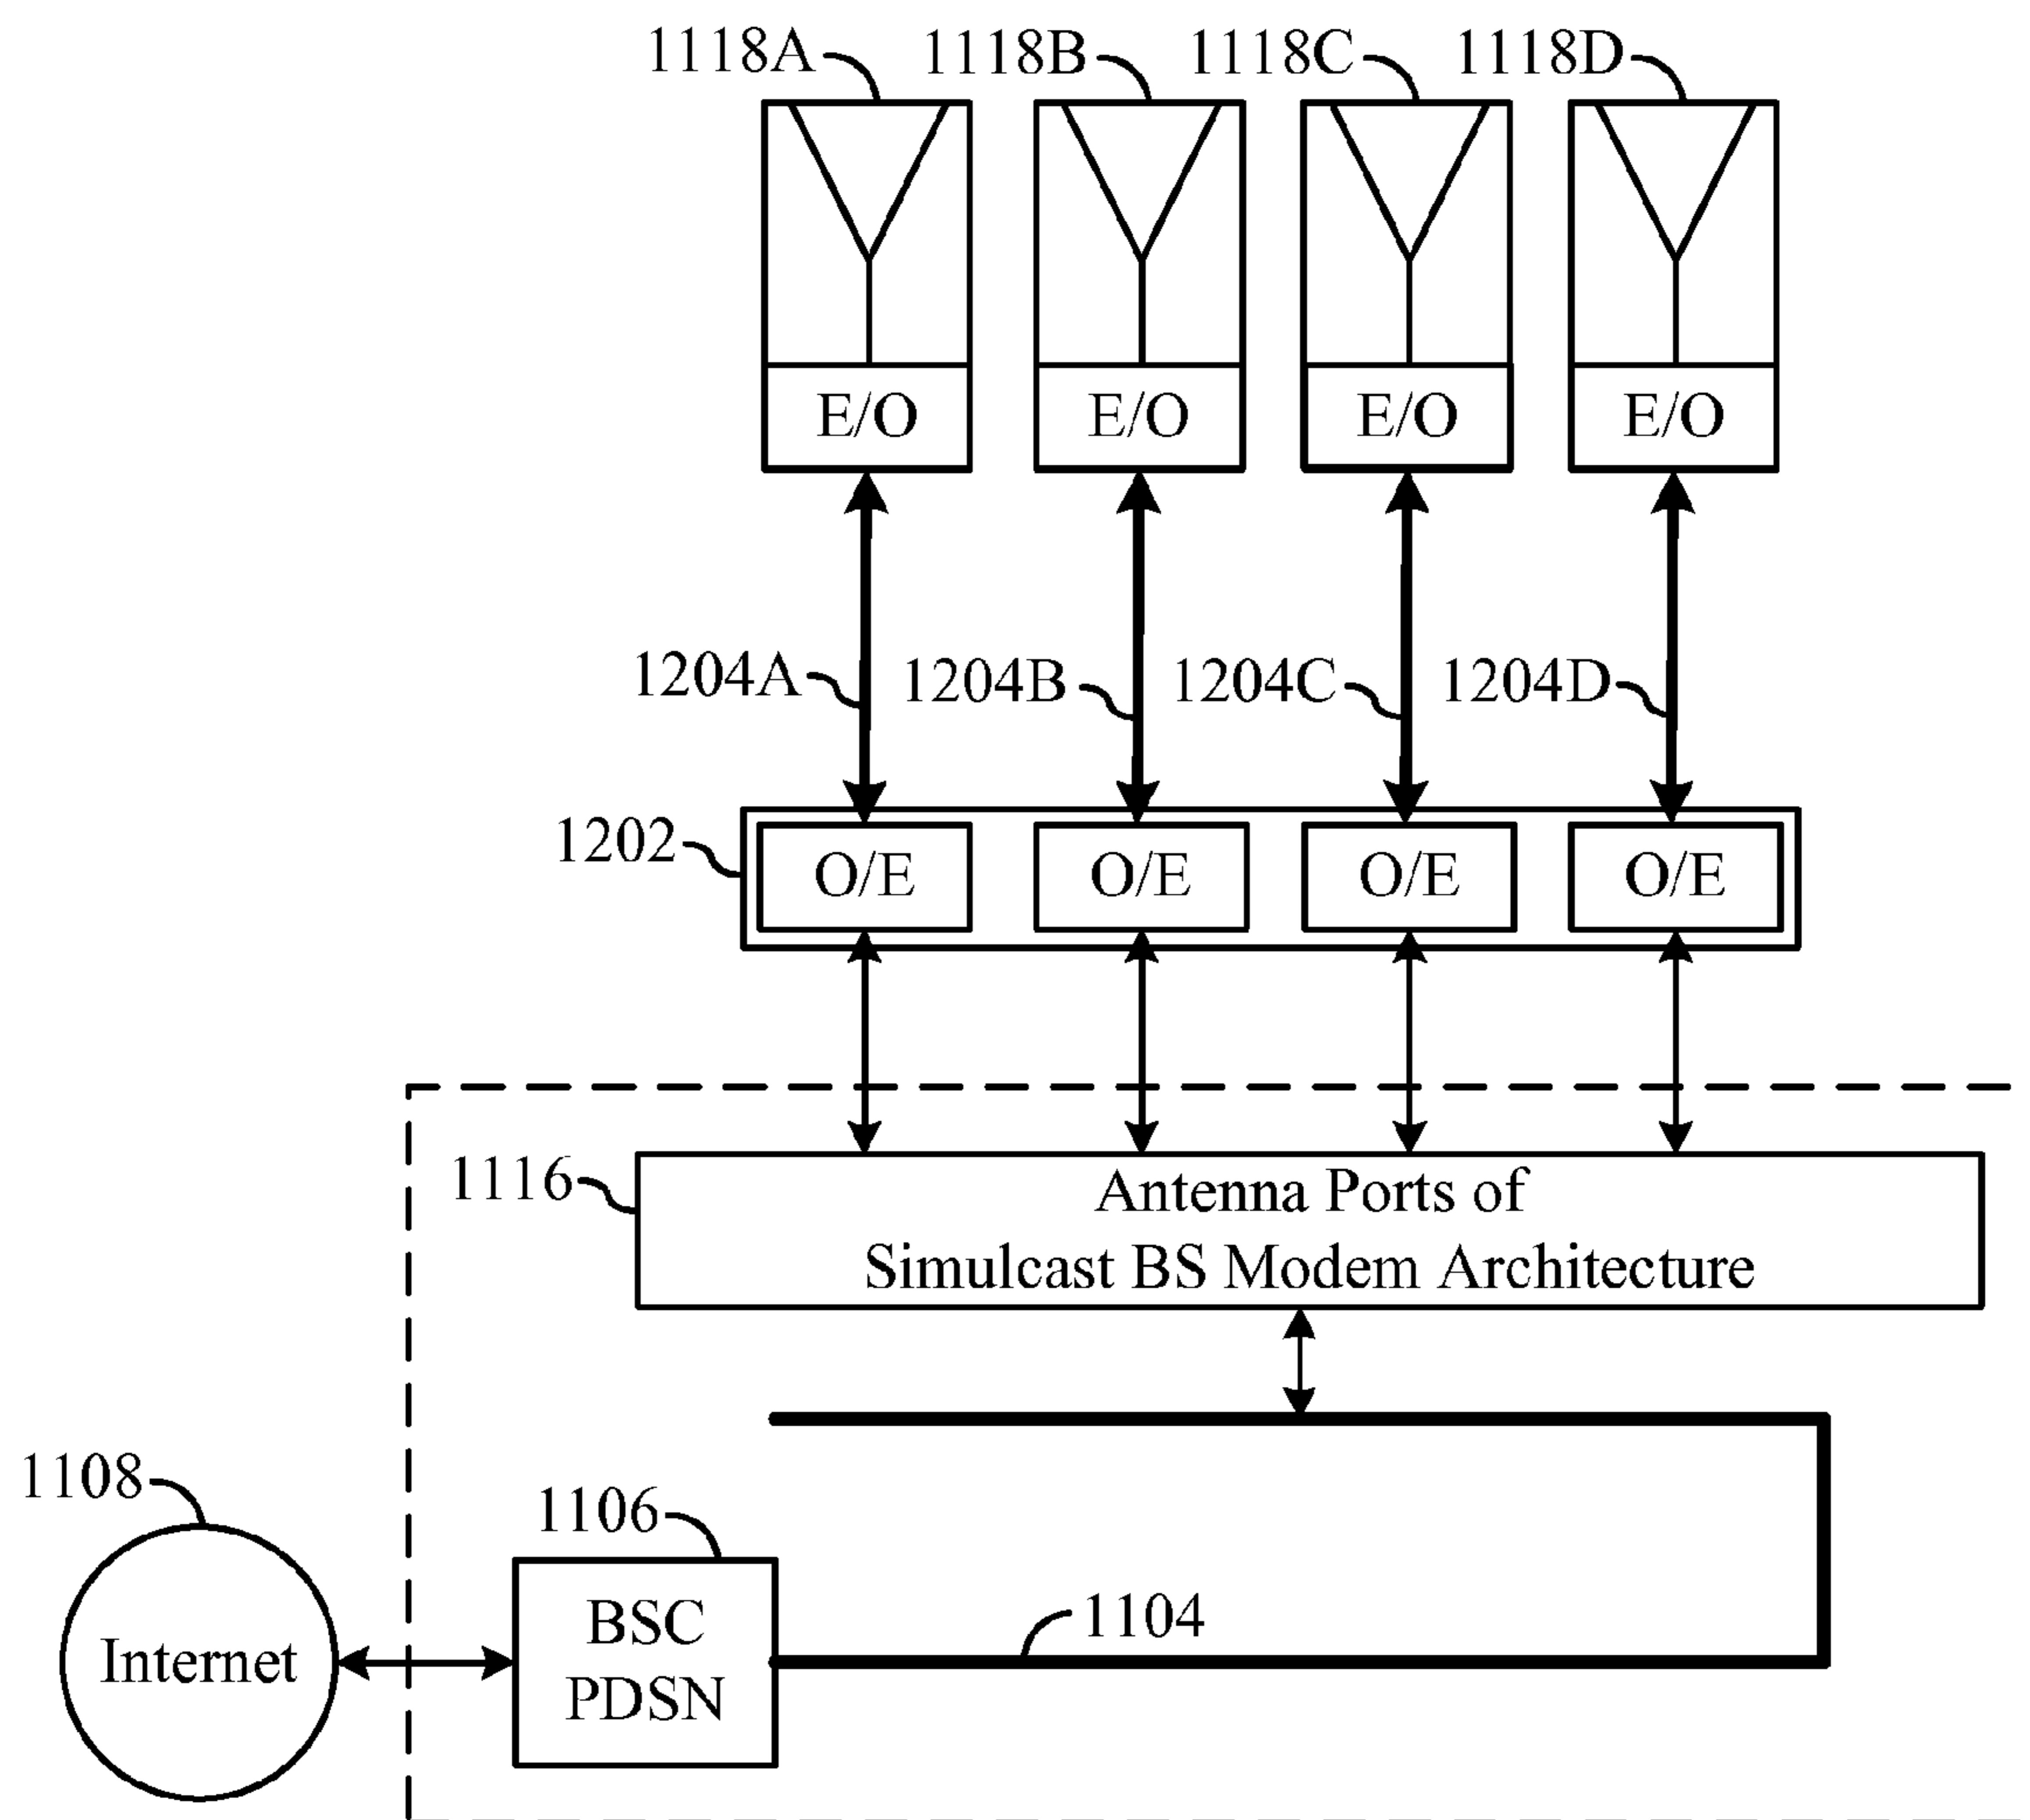 1118A 1118B 1118C 1118D
E/O E/O E/O E/O
1204A 1204B 1204C 1204D
1202
O/E O/E O/E O/E
1116
Antenna Ports of
Simulcast BS Modem Architecture
1108
1106
BSC
PDSN
1104
Internet